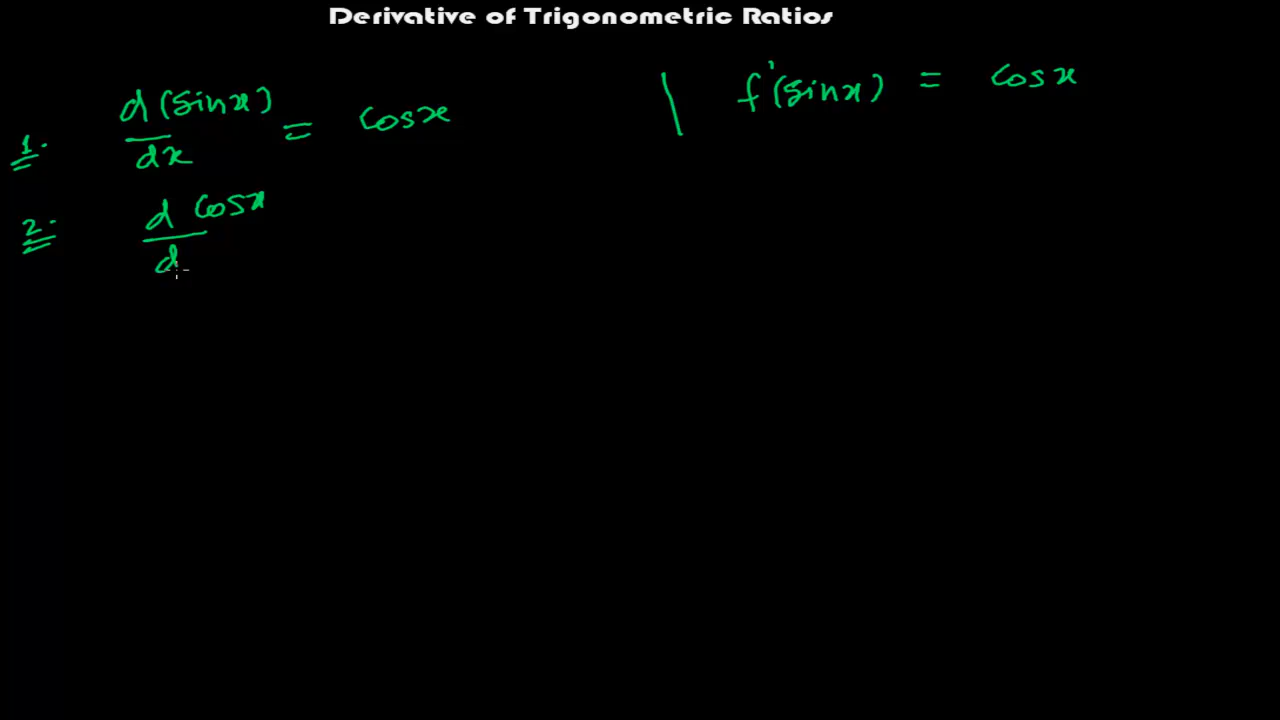 Derivative of Trigonometric Ratios
1. d(sinx)/dx = cosx | f'(sinx) = cosx
2. d cosx/d